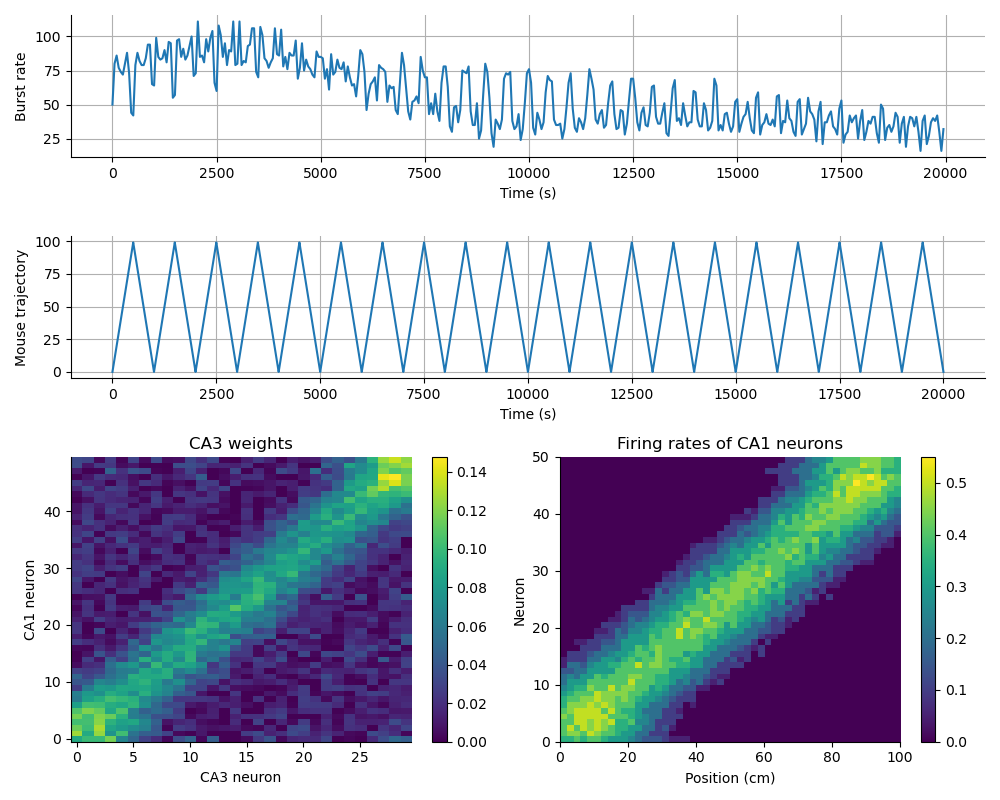 Burst rate
100
75
50
25
0 2500 5000 7500 10000 12500 15000 17500 20000
Time (s)
Mouse trajectory
100
75
50
25
0
0 2500 5000 7500 10000 12500 15000 17500 20000
Time (s)
CA3 weights
CA1 neuron
40
30
20
10
0
0 5 10 15 20 25
CA3 neuron
0.14
0.12
0.10
0.08
0.06
0.04
0.02
0.00
Firing rates of CA1 neurons
Neuron
50
40
30
20
10
0
0 20 40 60 80 100
Position (cm)
0.5
0.4
0.3
0.2
0.1
0.0